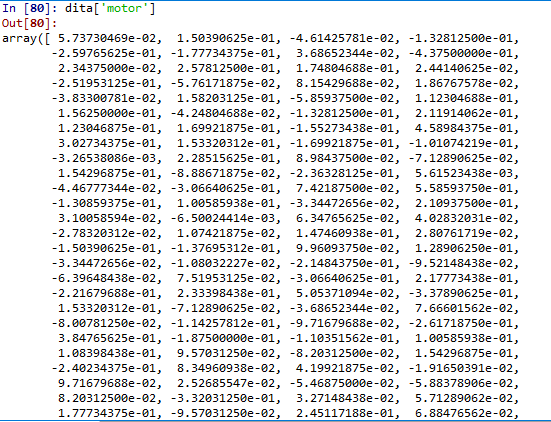 In [80]: dita['motor']
Out[80]:
array([ 5.73730469e-02, 1.50390625e-01, -4.61425781e-02, -1.32812500e-01,
-2.59765625e-01, -1.77734375e-01, 3.68652344e-02, -4.37500000e-01,
2.34375000e-01, 2.57812500e-01, 1.74804688e-01, 2.44140625e-02,
-2.51953125e-01, -5.76171875e-02, 8.15429688e-02, 1.86767578e-02,
-3.83300781e-02, 1.58203125e-01, -5.85937500e-02, 1.12304688e-01,
1.56250000e-01, -4.24804688e-02, -1.32812500e-01, 2.11914062e-01,
1.23046875e-01, 1.69921875e-01, -1.55273438e-01, 4.58984375e-01,
3.02734375e-01, 1.53320312e-01, -1.69921875e-01, -1.01074219e-01,
-3.26538086e-03, 2.28515625e-01, 8.98437500e-02, -7.12890625e-02,
1.54296875e-01, -8.88671875e-02, -2.36328125e-01, 5.61523438e-03,
-4.46777344e-02, -3.06640625e-01, 7.42187500e-02, 5.58593750e-01,
-1.30859375e-01, 1.00585938e-01, -3.34472656e-02, 2.10937500e-01,
3.10058594e-02, -6.50024414e-03, 6.34765625e-02, 4.02832031e-02,
-2.78320312e-02, 1.07421875e-02, 1.47460938e-01, 2.80761719e-02,
-1.50390625e-01, -1.37695312e-01, 9.96093750e-02, 1.28906250e-01,
-3.34472656e-02, -1.08032227e-02, -2.14843750e-01, -9.52148438e-02,
-6.39648438e-02, 7.51953125e-02, -3.06640625e-01, 2.17773438e-01,
-2.21679688e-01, 2.33398438e-01, 5.05371094e-02, -3.37890625e-01,
1.53320312e-01, -7.12890625e-02, -3.68652344e-02, 7.66601562e-02,
-8.00781250e-02, -1.14257812e-01, -9.71679688e-02, -2.61718750e-01,
3.84765625e-01, -1.87500000e-01, -1.10351562e-01, 1.00585938e-01,
1.08398438e-01, 9.57031250e-02, -8.20312500e-02, 1.54296875e-01,
-2.40234375e-01, 8.34960938e-02, 4.19921875e-02, -1.91650391e-02,
9.71679688e-02, 2.52685547e-02, -5.46875000e-02, -5.88378906e-02,
8.20312500e-02, -3.32031250e-01, 3.27148438e-02, 5.71289062e-02,
1.77734375e-01, -9.57031250e-02, 2.45117188e-01, 6.88476562e-02,